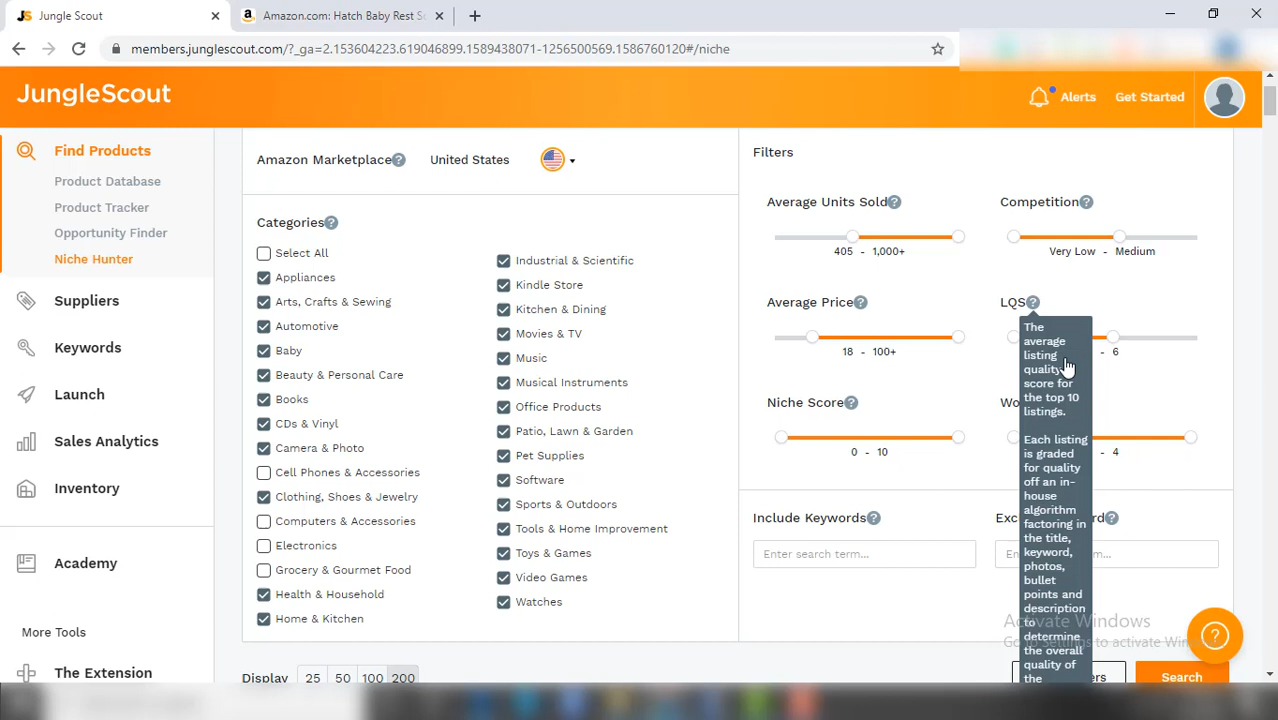 Jungle Scout
Amazon.com: Hatch Baby Rest S
members.junglescout.com/?_ga=2.153604223.619046899.1589438071-1256500569.1586760120#/niche
JungleScout
Alerts
Get Started
Find Products
Product Database
Product Tracker
Opportunity Finder
Niche Hunter
Suppliers
Keywords
Launch
Sales Analytics
Inventory
Academy
More Tools
The Extension
Amazon Marketplace
United States
Categories
Select All
Appliances
Arts, Crafts & Sewing
Automotive
Baby
Beauty & Personal Care
Books
CDs & Vinyl
Camera & Photo
Cell Phones & Accessories
Clothing, Shoes & Jewelry
Computers & Accessories
Electronics
Grocery & Gourmet Food
Health & Household
Home & Kitchen
Industrial & Scientific
Kindle Store
Kitchen & Dining
Movies & TV
Music
Musical Instruments
Office Products
Patio, Lawn & Garden
Pet Supplies
Software
Sports & Outdoors
Tools & Home Improvement
Toys & Games
Video Games
Watches
Filters
Average Units Sold
405 - 1,000+
Competition
Very Low - Medium
Average Price
18 - 100+
LQS
- 6
Niche Score
0 - 10
- 4
The
average
listing
quality
score for
the top 10
listings.
Each listing
is graded
for quality
off an in-
house
algorithm
factoring in
the title,
keyword,
photos,
bullet
points and
description
to
determine
the overall
quality of
the
Include Keywords
Enter search term...
Activate Windows
Go to Settings to activate Win
Display
25
50
100
200
Search